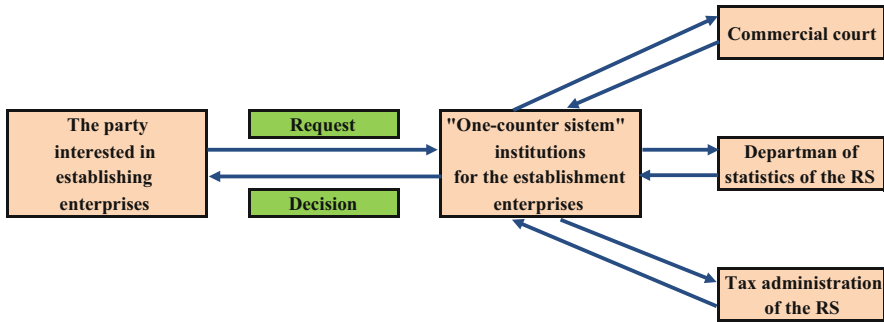 The party
interested in
establishing
enterprises
Request
Decision
"One-counter sistem"
institutions
for the establishment
enterprises
Commercial court
Departman of
statistics of the RS
Tax administration
of the RS